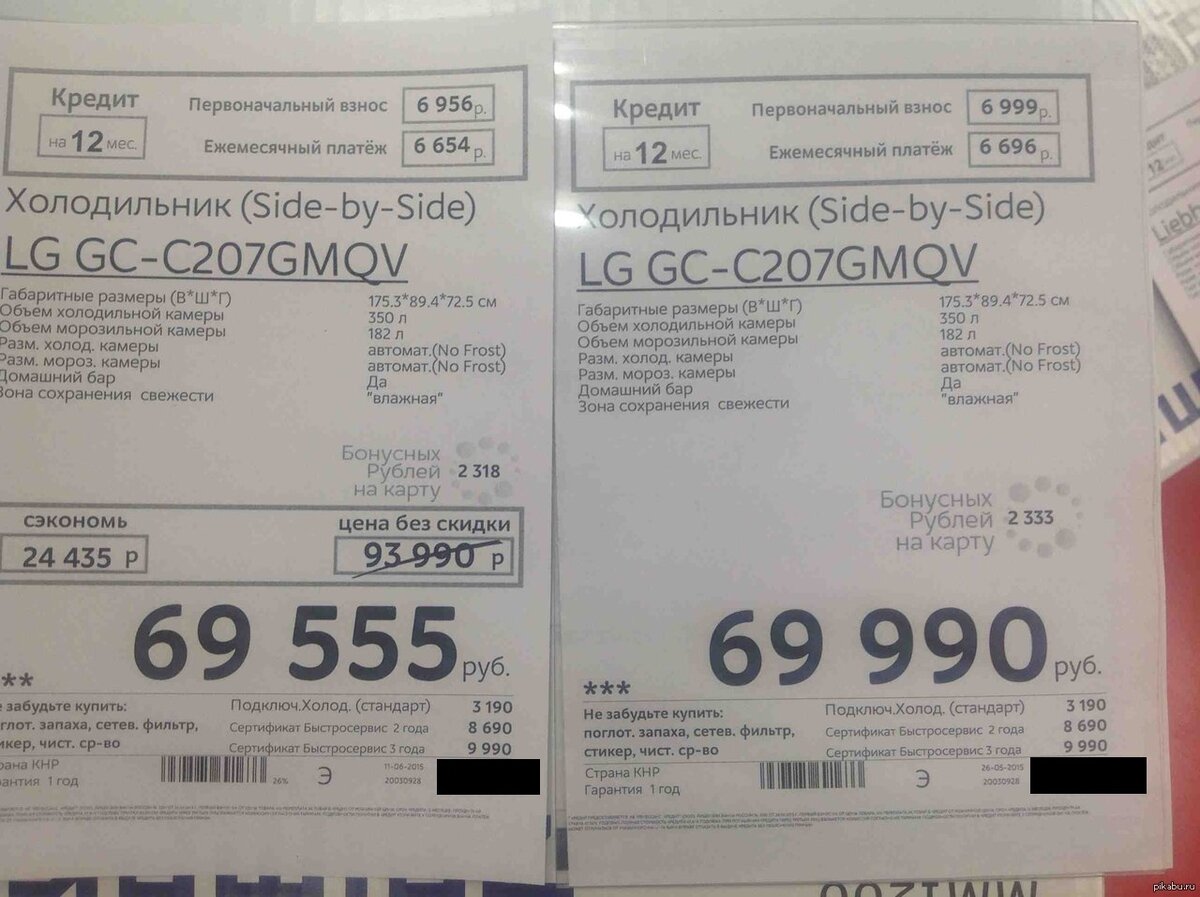 Кредит
на 12 мес.
Первоначальный взнос 6 956 р.
Ежемесячный платёж 6 654 р.
Холодильник (Side-by-Side)
LG GC-C207GMQV
Габаритные размеры (В*Ш*Г) 175.3*89.4*72.5 см
Объем холодильной камеры 350 л
Объем морозильной камеры 182 л
Разм. холод. камеры автомат.(No Frost)
Разм. мороз. камеры автомат.(No Frost)
Домашний бар Да
Зона сохранения свежести "влажная"
Бонусных
Рублей 2 318
на карту
сэкономь цена без скидки
24 435 р 93 990 р
69 555 руб.
**
е забудьте купить: Подключ.Холод. (стандарт) 3 190
оглот. запаха, сетев. фильтр, Сертификат Быстросервис 2 года 8 690
тикер, чист. ср-во Сертификат Быстросервис 3 года 9 990
рана КНР
арантия 1 год
26% Э 11-06-2015
20030928
Кредит
на 12 мес.
Первоначальный взнос 6 999 р.
Ежемесячный платёж 6 696 р.
Холодильник (Side-by-Side)
LG GC-C207GMQV
Габаритные размеры (В*Ш*Г) 175.3*89.4*72.5 см
Объем холодильной камеры 350 л
Объем морозильной камеры 182 л
Разм. холод. камеры автомат.(No Frost)
Разм. мороз. камеры автомат.(No Frost)
Домашний бар Да
Зона сохранения свежести "влажная"
Бонусных
Рублей 2 333
на карту
69 990 руб.
***
Не забудьте купить: Подключ.Холод. (стандарт) 3 190
поглот. запаха, сетев. фильтр, Сертификат Быстросервис 2 года 8 690
стикер, чист. ср-во Сертификат Быстросервис 3 года 9 990
Страна КНР
Гарантия 1 год
Э 26-05-2015
20030928
Liebh
12
pikabu.ru